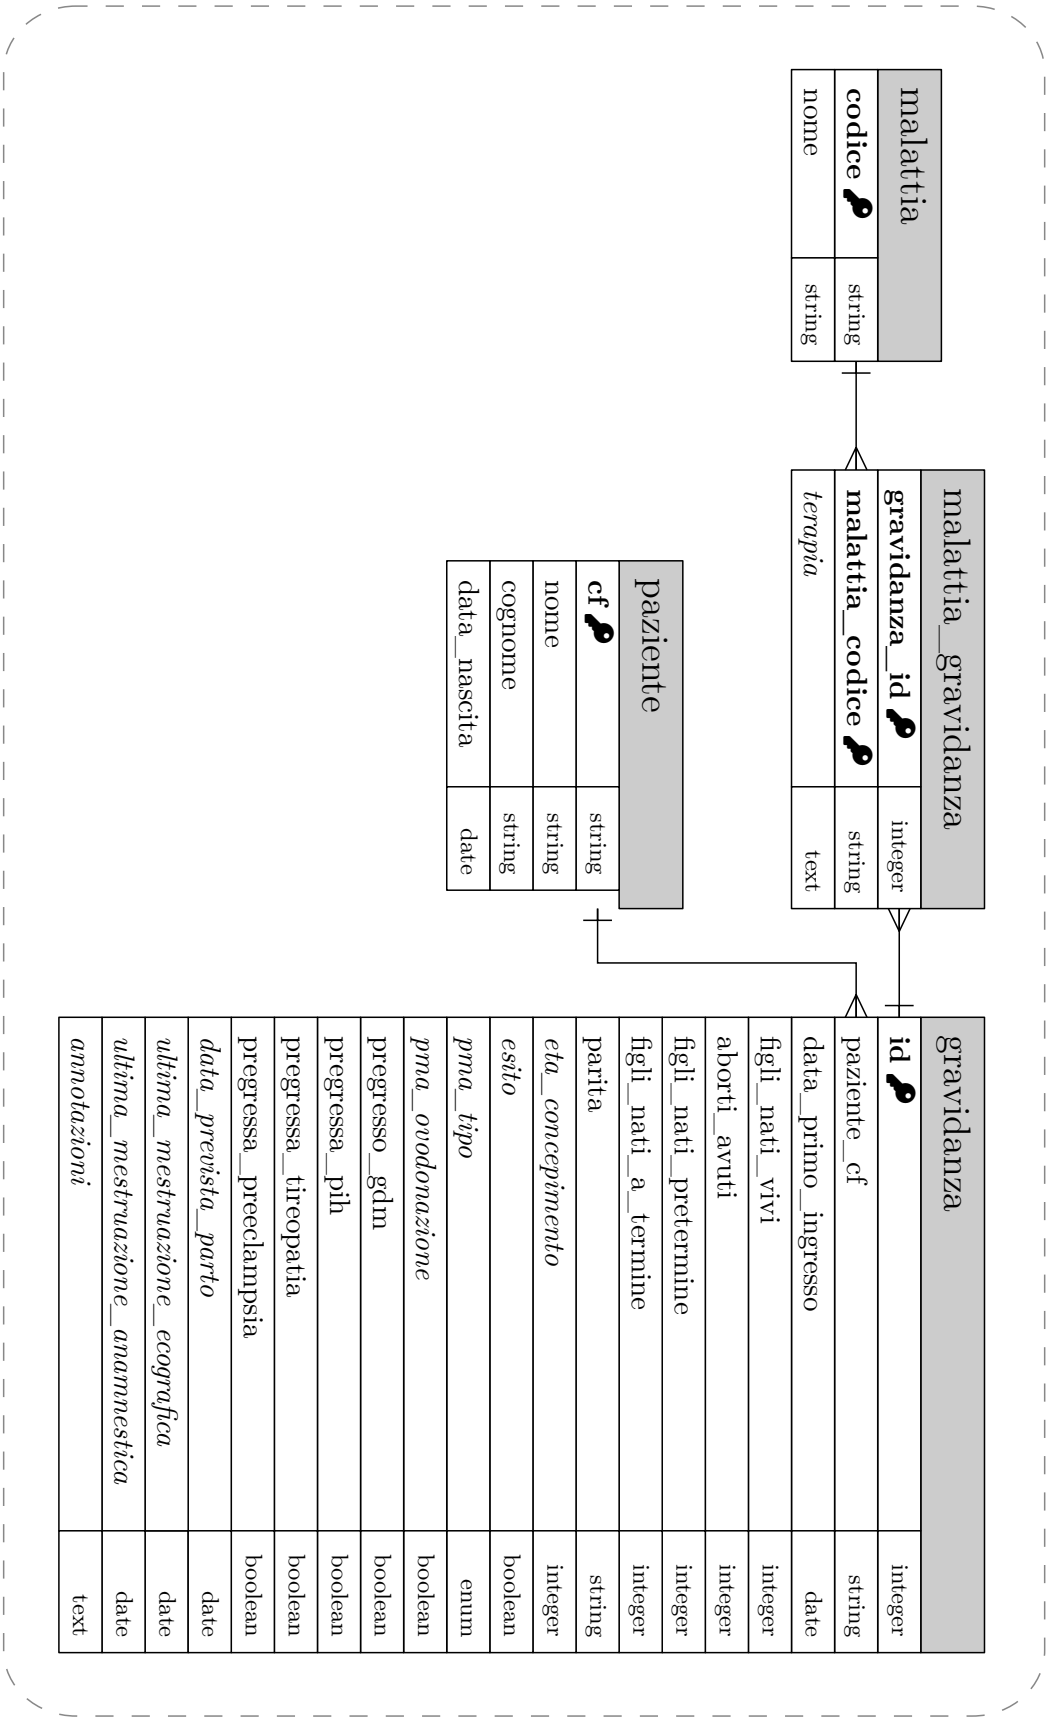 malattia
codice string
nome string
malattia_gravidanza
gravidanza_id integer
malattia_codice string
terapia text
paziente
cf string
nome string
cognome string
data_nascita date
gravidanza
id integer
paziente_cf string
data_primo_ingresso date
figli_nati_vivi integer
aborti_avuti integer
figli_nati_pretermine integer
figli_nati_a_termine integer
parita string
eta_concepimento integer
esito boolean
pma_tipo enum
pma_ovodonazione boolean
pregresso_gdm boolean
pregressa_pih boolean
pregressa_tireopatia boolean
pregressa_preeclampsia boolean
data_prevista_parto date
ultima_mestruazione_ecografica date
ultima_mestruazione_anamnestica date
annotazioni text